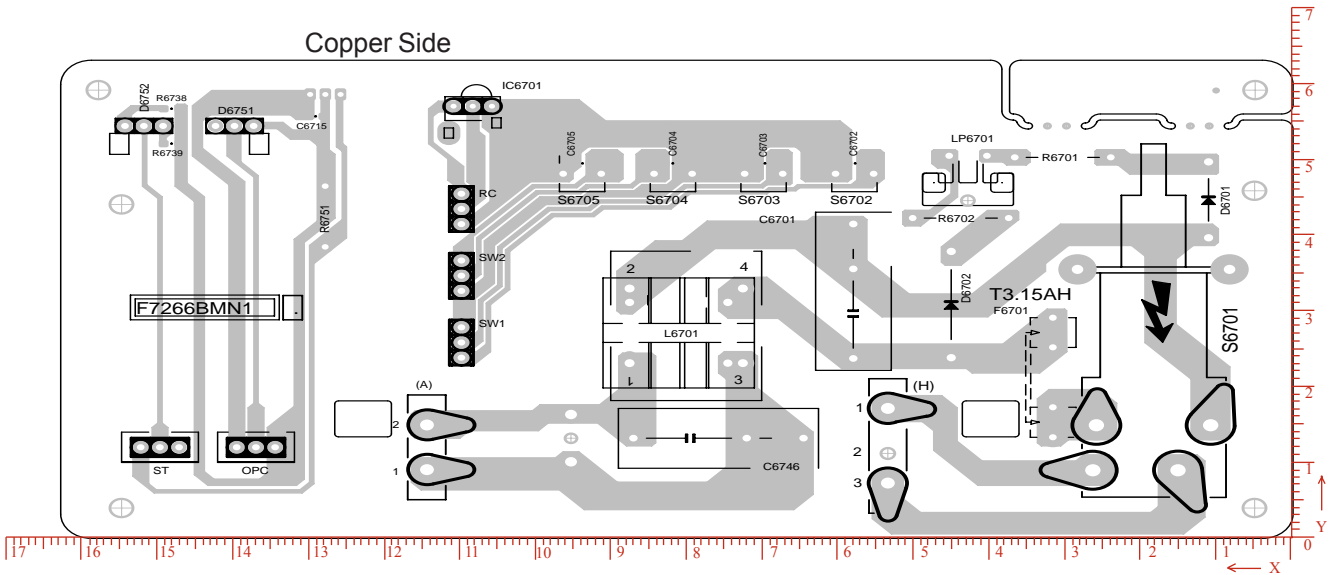 Copper Side
7
D6752
R6738
D6751
C6715
R6739
IC6701
6
C6705
C6704
C6703
C6702
LP6701
R6701
5
RC
S6705
S6704
S6703
S6702
D6701
R6751
C6701
R6702
4
SW2
2
4
D6702
T3.15AH
F6701
F7266BMN1
SW1
L6701
S6701
3
1
3
2
(A)
(H)
1
2
2
ST
OPC
1
C6746
3
1
Y
0
17
16
15
14
13
12
11
10
9
8
7
6
5
4
3
2
1
X